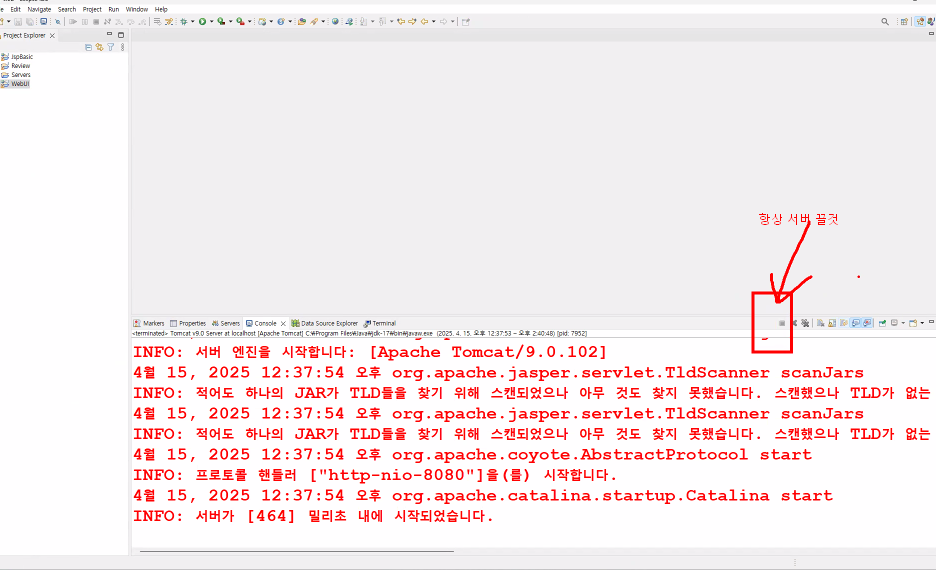 Edit Navigate Search Project Run Window Help
Project Explorer
JspBasic
Review
Servers
WebUI
항상 서버 끌것
Markers Properties Servers Console Data Source Explorer Terminal
<terminated> Tomcat v9.0 Server at localhost [Apache Tomcat] C:₩Program Files₩Java₩jdk-17₩bin₩javaw.exe (2025. 4. 15. 오후 12:37:53 – 오후 2:40:48) [pid: 7952]
INFO: 서버 엔진을 시작합니다: [Apache Tomcat/9.0.102]
4월 15, 2025 12:37:54 오후 org.apache.jasper.servlet.TldScanner scanJars
INFO: 적어도 하나의 JAR가 TLD들을 찾기 위해 스캔되었으나 아무 것도 찾지 못했습니다. 스캔했으나 TLD가 없는
4월 15, 2025 12:37:54 오후 org.apache.jasper.servlet.TldScanner scanJars
INFO: 적어도 하나의 JAR가 TLD들을 찾기 위해 스캔되었으나 아무 것도 찾지 못했습니다. 스캔했으나 TLD가 없는
4월 15, 2025 12:37:54 오후 org.apache.coyote.AbstractProtocol start
INFO: 프로토콜 핸들러 ["http-nio-8080"]을(를) 시작합니다.
4월 15, 2025 12:37:54 오후 org.apache.catalina.startup.Catalina start
INFO: 서버가 [464] 밀리초 내에 시작되었습니다.